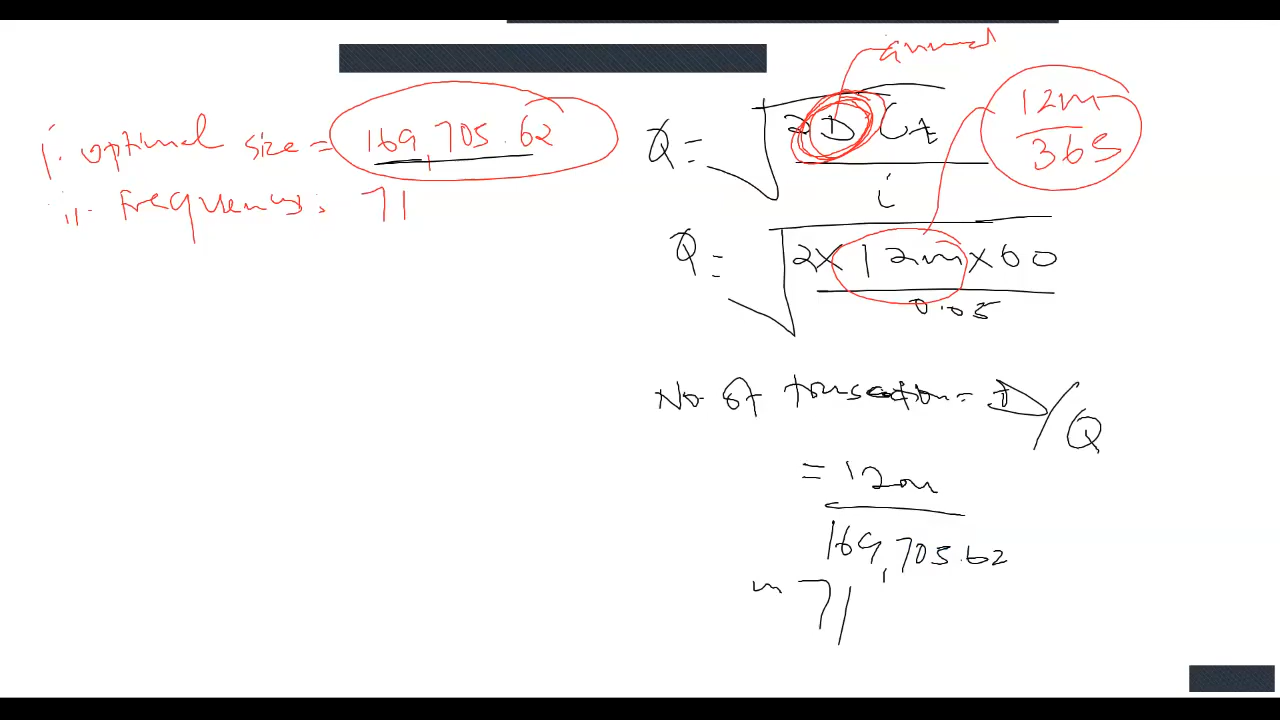 i. optimal size = 169,705.62
ii. frequency: 71
annual
Q = √2DCt
i
12m
365
Q = √2×12m×60
0.05
No of transaction = D/Q
= 12m
169,705.62
= 71